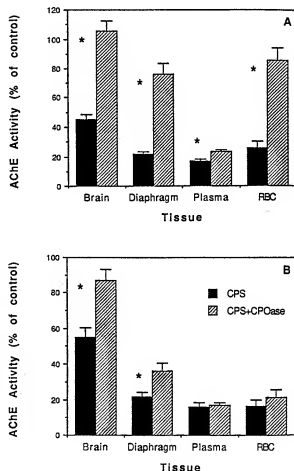 A
AChE Activity (% of control)
120
100
80
60
40
20
0
Brain Diaphragm Plasma RBC
* * * *
Tissue
B
AChE Activity (% of control)
100
80
60
40
20
0
CPS
CPS+CPOase
* *
Brain Diaphragm Plasma RBC
Tissue